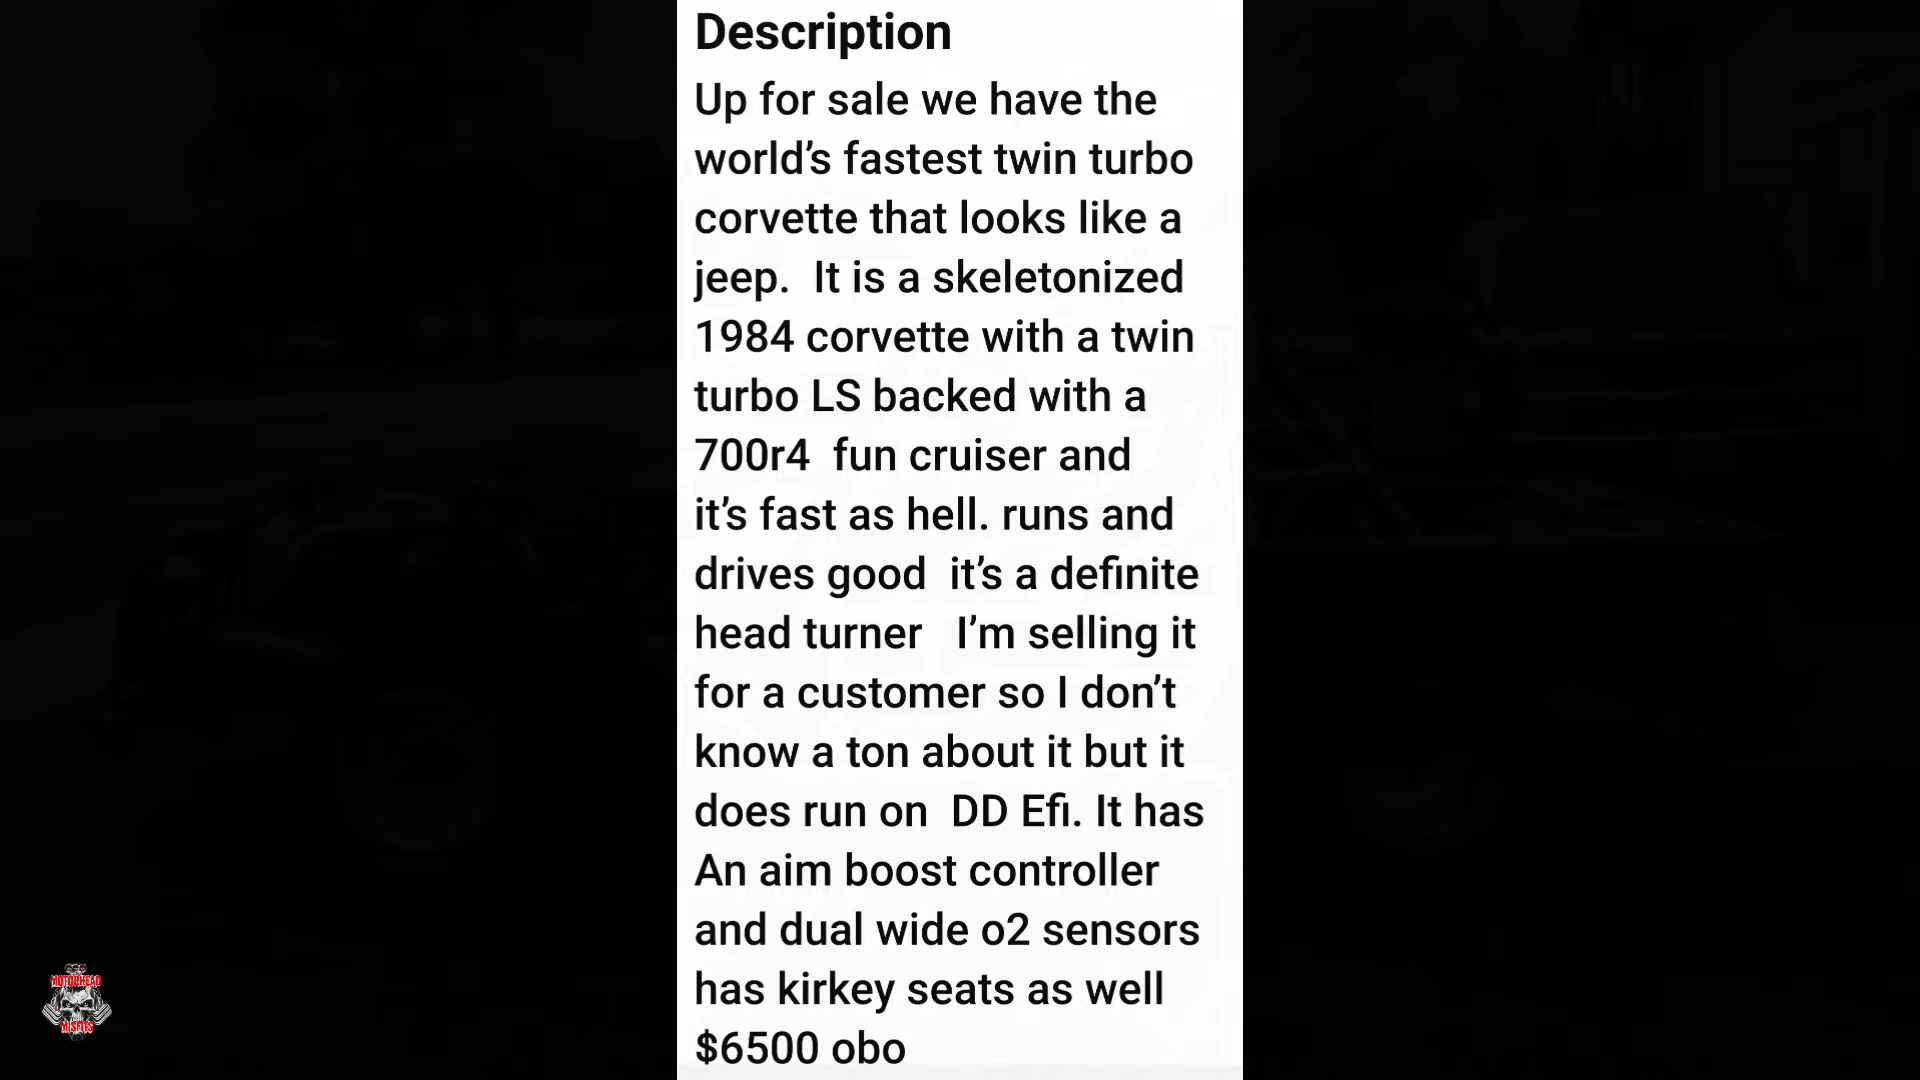 Description
Up for sale we have the
world’s fastest twin turbo
corvette that looks like a
jeep.  It is a skeletonized
1984 corvette with a twin
turbo LS backed with a
700r4  fun cruiser and
it’s fast as hell. runs and
drives good  it’s a definite
head turner   I’m selling it
for a customer so I don’t
know a ton about it but it
does run on  DD Efi. It has
An aim boost controller
and dual wide o2 sensors
has kirkey seats as well
$6500 obo
MOTORHEAD
MISFITS